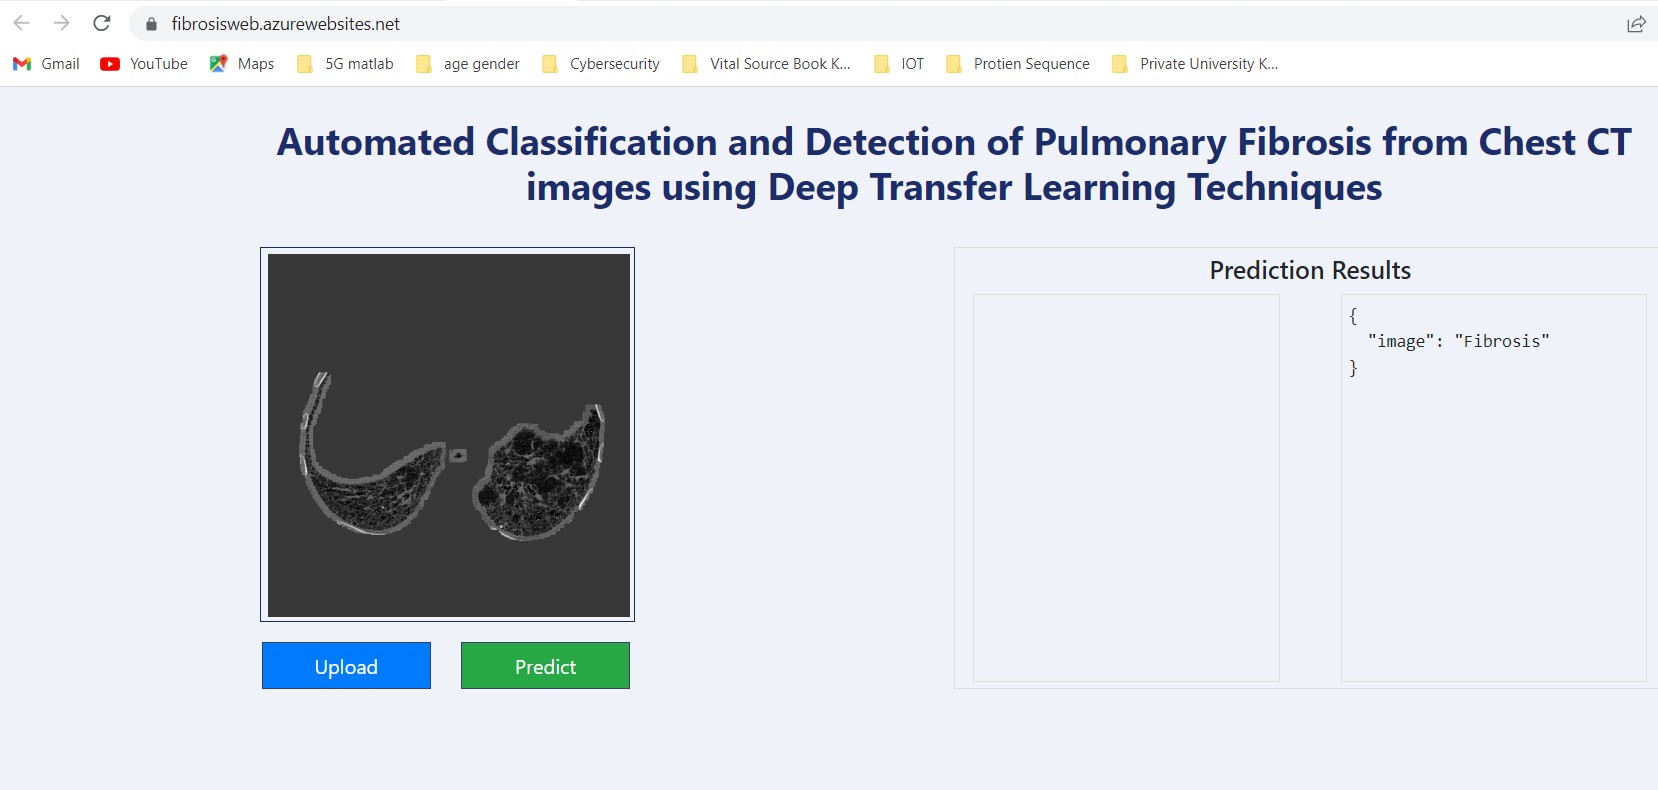 fibrosisweb.azurewebsites.net
Gmail YouTube Maps 5G matlab age gender Cybersecurity Vital Source Book K... IOT Protien Sequence Private University K...
Automated Classification and Detection of Pulmonary Fibrosis from Chest CT
images using Deep Transfer Learning Techniques
Prediction Results
{
"image": "Fibrosis"
}
Upload Predict